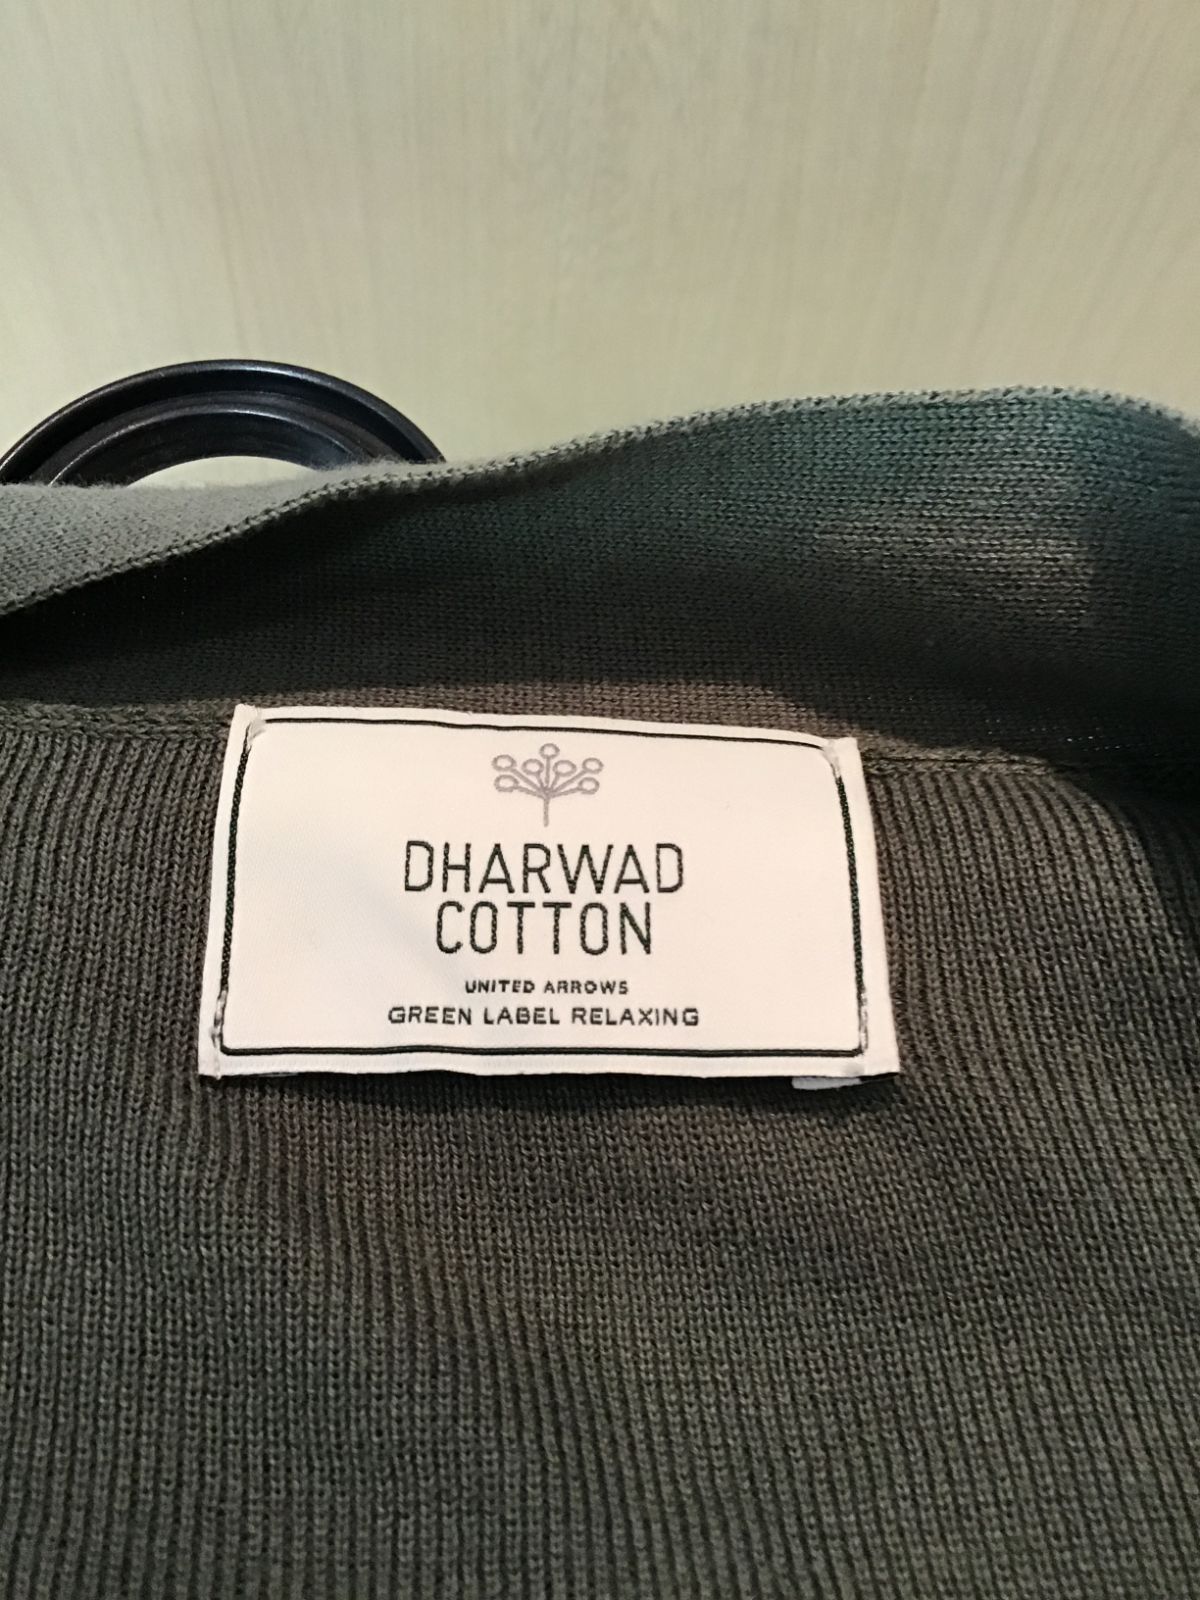 DHARWAD
COTTON
UNITED ARROWS
GREEN LABEL RELAXING